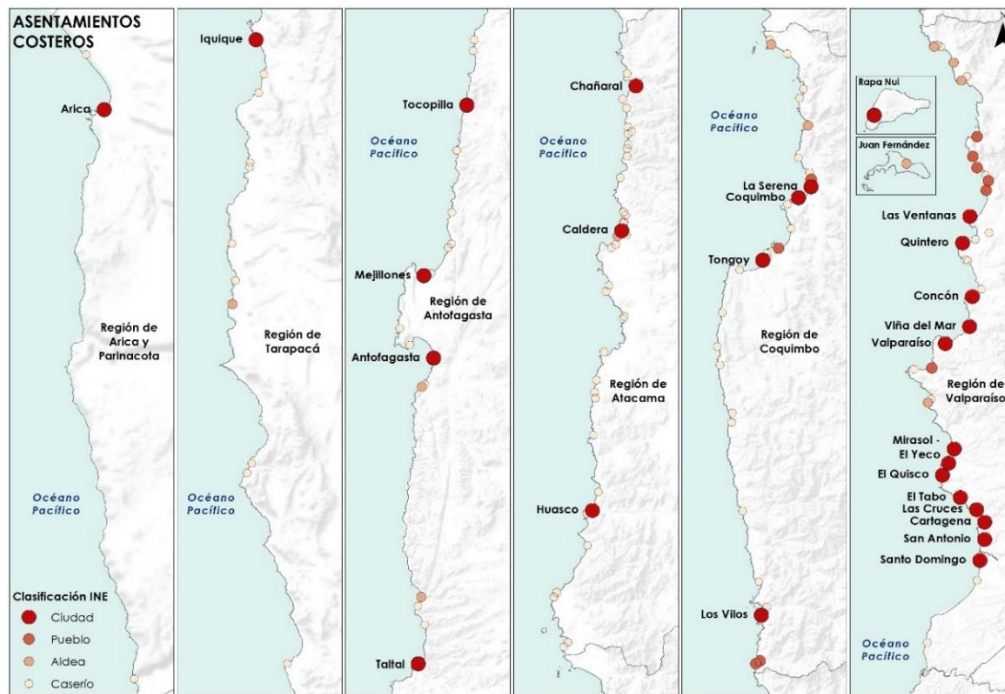 ASENTAMIENTOS
COSTEROS
Arica
Región de
Arica y
Parinacota
Océano
Pacífico
Clasificación INE
Ciudad
Pueblo
Aldea
Caserío
Iquique
Región de
Tarapacá
Océano
Pacífico
Tocopilla
Océano
Pacífico
Mejillones
Región de
Antofagasta
Antofagasta
Taltal
Chañaral
Océano
Pacífico
Caldera
Región de
Atacama
Huasco
Océano
Pacífico
La Serena
Coquimbo
Tongoy
Región de
Coquimbo
Los Vilos
Rapa Nui
Juan Fernández
Las Ventanas
Quintero
Concón
Viña del Mar
Valparaíso
Región de
Valparaíso
Mirasol -
El Yeco
El Quisco
El Tabo
Las Cruces
Cartagena
San Antonio
Santo Domingo
Océano
Pacífico